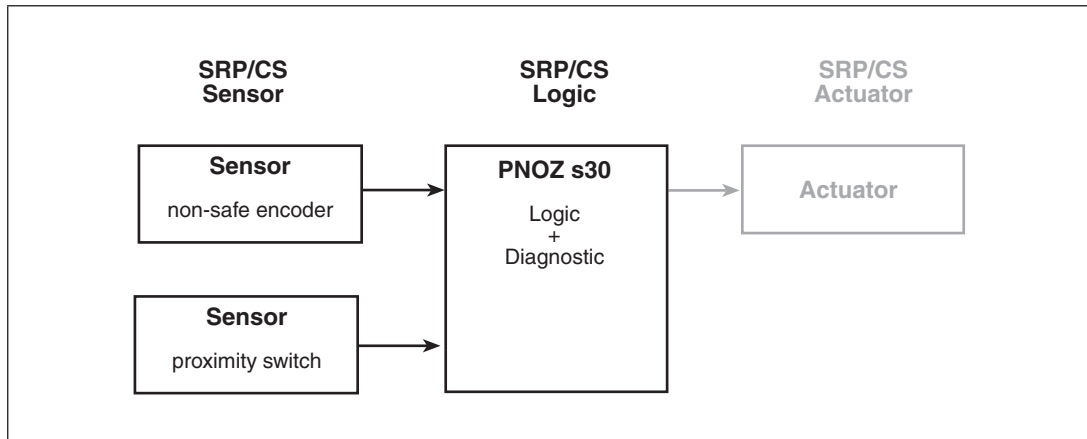 SRP/CS
Sensor
SRP/CS
Logic
SRP/CS
Actuator
Sensor
non-safe encoder
PNOZ s30
Logic
+
Diagnostic
Actuator
Sensor
proximity switch